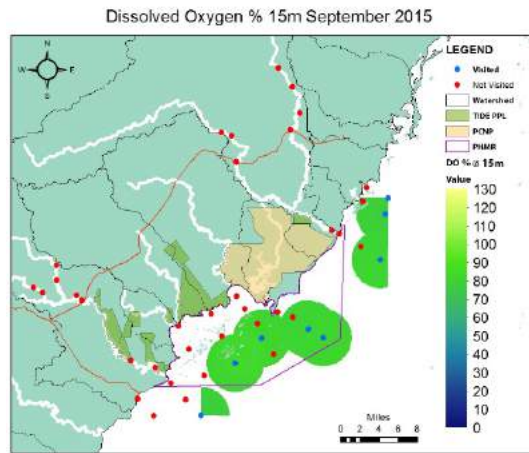 Dissolved Oxygen % 15m September 2015
N
W E
S
LEGEND
Visited
Not Visited
Watershed
TIDE PPL
PCNP
PHMR
DO % @ 15m
Value
130
120
110
100
90
80
70
60
50
40
30
20
10
0
Miles
0 2 4 8